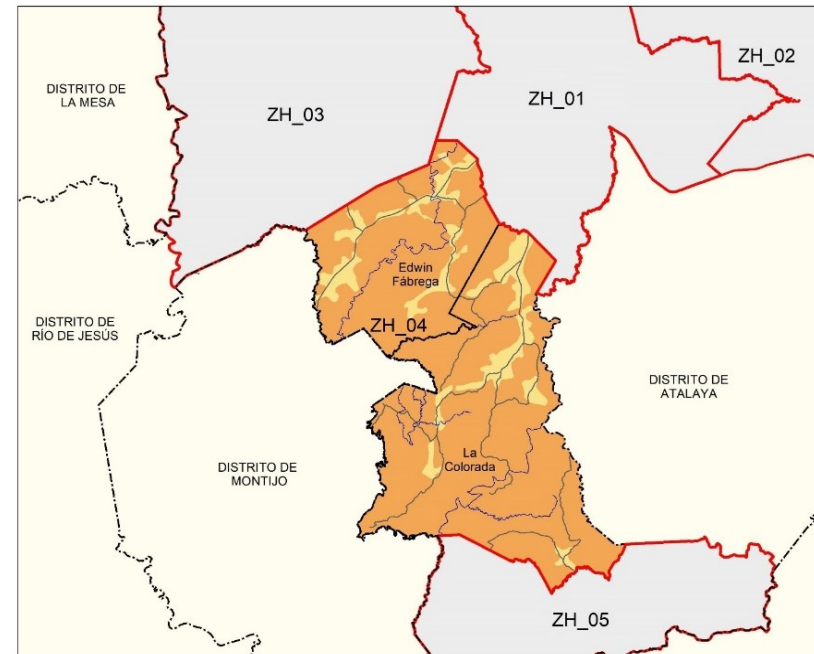 ZH_02
DISTRITO DE
LA MESA
ZH_03
ZH_01
Edwin
Fábrega
ZH_04
DISTRITO DE
RÍO DE JESÚS
DISTRITO DE
ATALAYA
La
Colorada
DISTRITO DE
MONTIJO
ZH_05